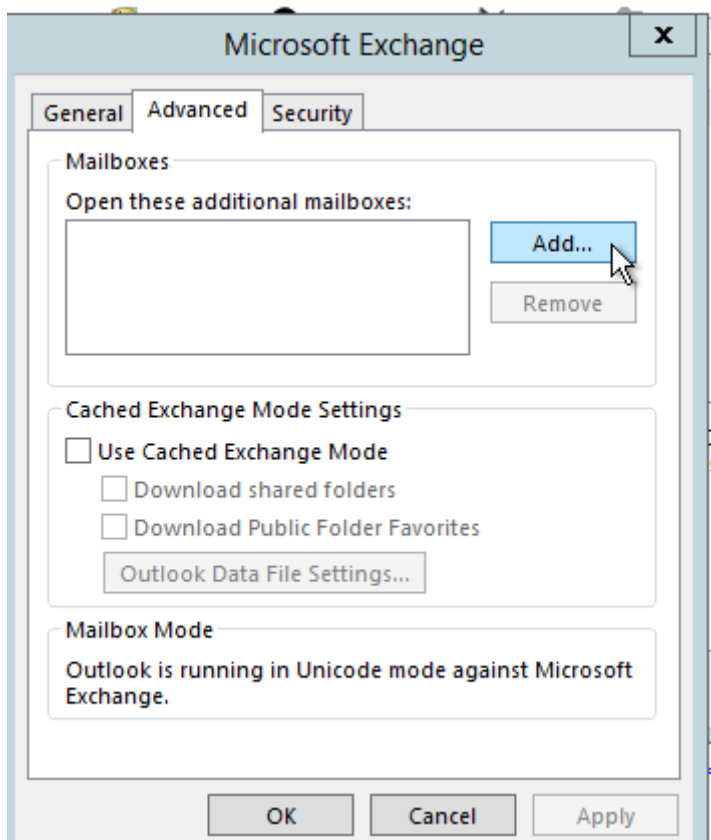 Microsoft Exchange
x
General Advanced Security
Mailboxes
Open these additional mailboxes:
Add...
Remove
Cached Exchange Mode Settings
Use Cached Exchange Mode
Download shared folders
Download Public Folder Favorites
Outlook Data File Settings...
Mailbox Mode
Outlook is running in Unicode mode against Microsoft
Exchange.
OK Cancel Apply